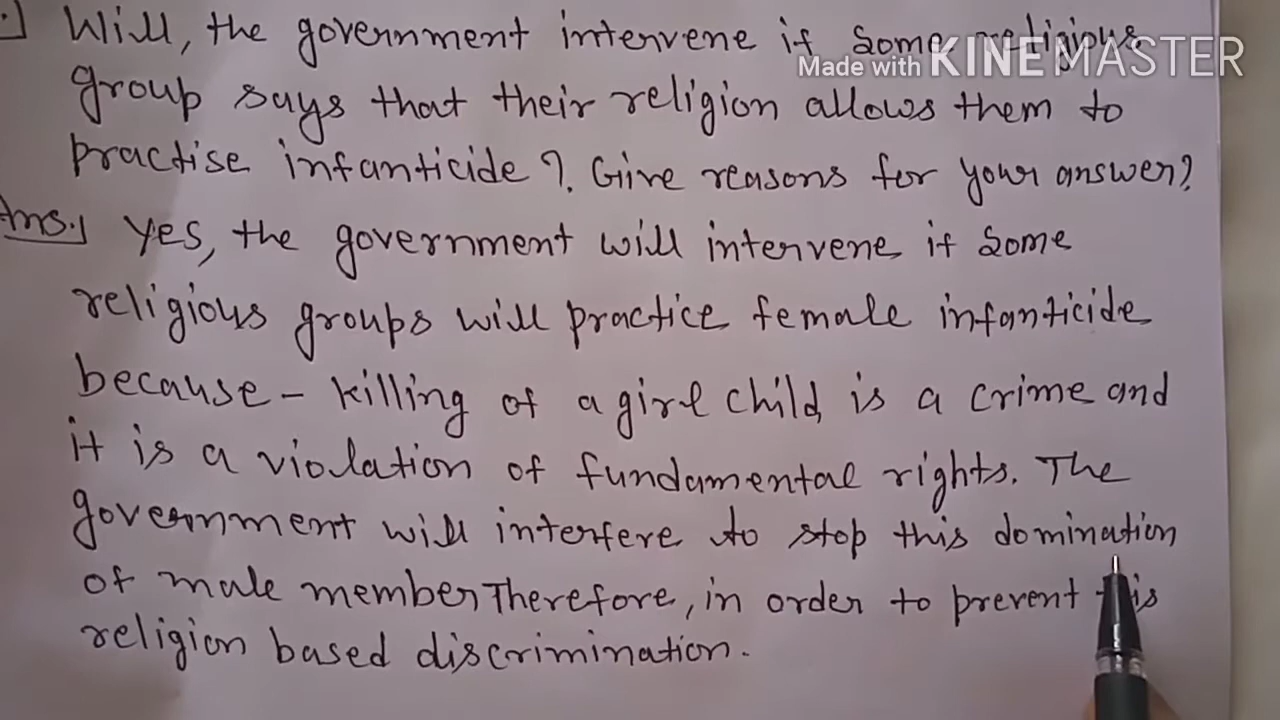 Will, the government intervene if some religious
Made with KINEMASTER
group says that their religion allows them to
practise infanticide ?. Give reasons for your answer?
Ans.) Yes, the government will intervene if some
religious groups will practice female infanticide
because - killing of a girl child is a crime and
it is a violation of fundamental rights. The
government will interfere to stop this domination
of male member Therefore, in order to prevent this
religion based discrimination.